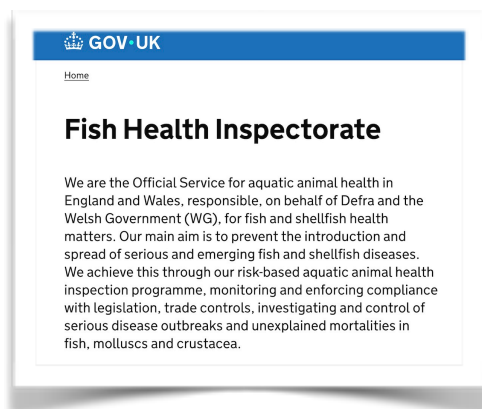 GOV·UK
Home
Fish Health Inspectorate
We are the Official Service for aquatic animal health in
England and Wales, responsible, on behalf of Defra and the
Welsh Government (WG), for fish and shellfish health
matters. Our main aim is to prevent the introduction and
spread of serious and emerging fish and shellfish diseases.
We achieve this through our risk-based aquatic animal health
inspection programme, monitoring and enforcing compliance
with legislation, trade controls, investigating and control of
serious disease outbreaks and unexplained mortalities in
fish, molluscs and crustacea.